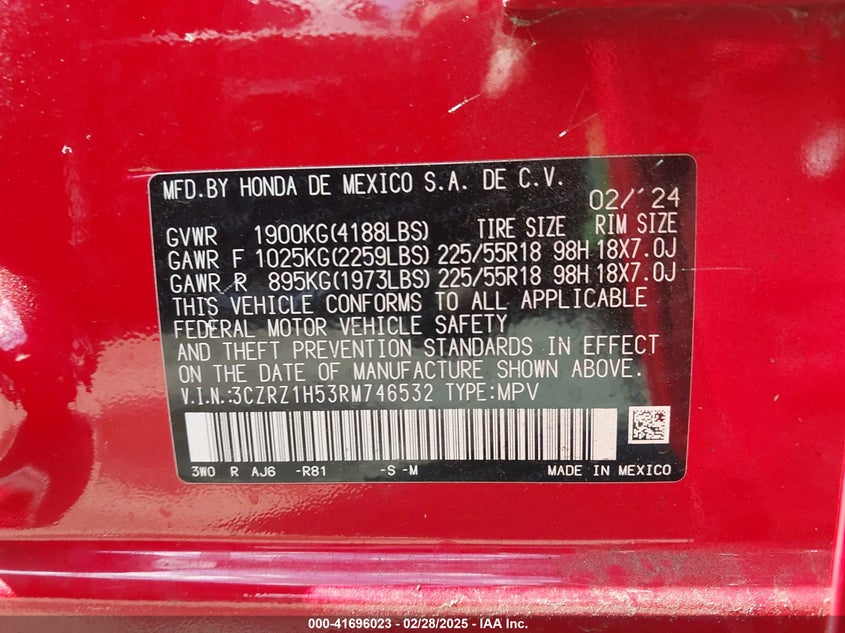 MFD.BY HONDA DE MEXICO S.A. DE C.V. 02/'24
GVWR 1900KG(4188LBS) TIRE SIZE RIM SIZE
GAWR F 1025KG(2259LBS) 225/55R18 98H 18X7.0J
GAWR R 895KG(1973LBS) 225/55R18 98H 18X7.0J
THIS VEHICLE CONFORMS TO ALL APPLICABLE
FEDERAL MOTOR VEHICLE SAFETY
AND THEFT PREVENTION STANDARDS IN EFFECT
ON THE DATE OF MANUFACTURE SHOWN ABOVE.
V.I.N.:3CZRZ1H53RM746532 TYPE:MPV
3W0 R AJ6 -R81 -S -M MADE IN MEXICO
000-41696023 - 02/28/2025 - IAA Inc.